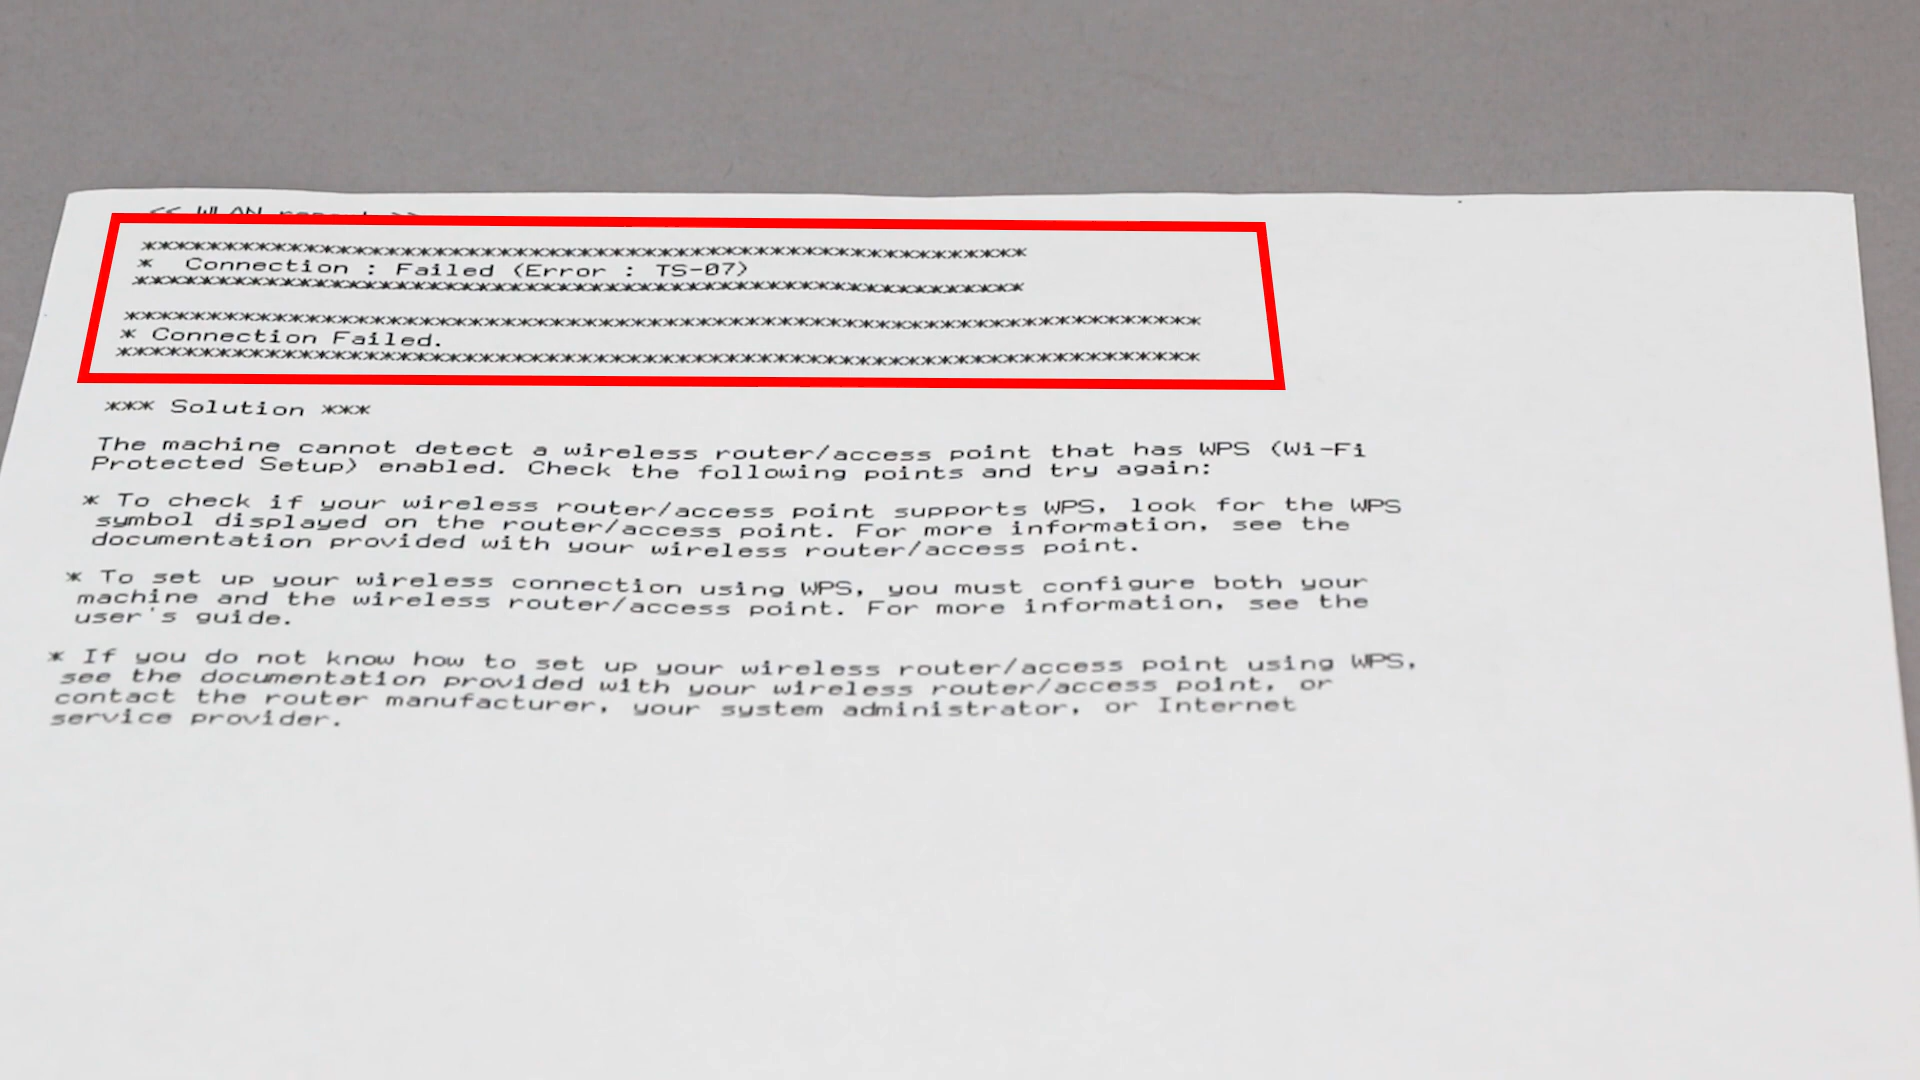 << WLAN report >>
*******************************************************
* Connection : Failed (Error : TS-07)
*******************************************************
*******************************************************************
* Connection Failed.
*******************************************************************
*** Solution ***
The machine cannot detect a wireless router/access point that has WPS (Wi-Fi
Protected Setup) enabled. Check the following points and try again:
* To check if your wireless router/access point supports WPS, look for the WPS
symbol displayed on the router/access point. For more information, see the
documentation provided with your wireless router/access point.
* To set up your wireless connection using WPS, you must configure both your
machine and the wireless router/access point. For more information, see the
user's guide.
* If you do not know how to set up your wireless router/access point using WPS,
see the documentation provided with your wireless router/access point, or
contact the router manufacturer, your system administrator, or Internet
service provider.